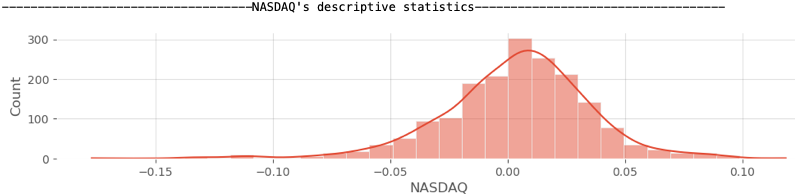 -----------------------------------NASDAQ's descriptive statistics-----------------------------------
300
200
100
0
Count
−0.15 −0.10 −0.05 0.00 0.05 0.10
NASDAQ